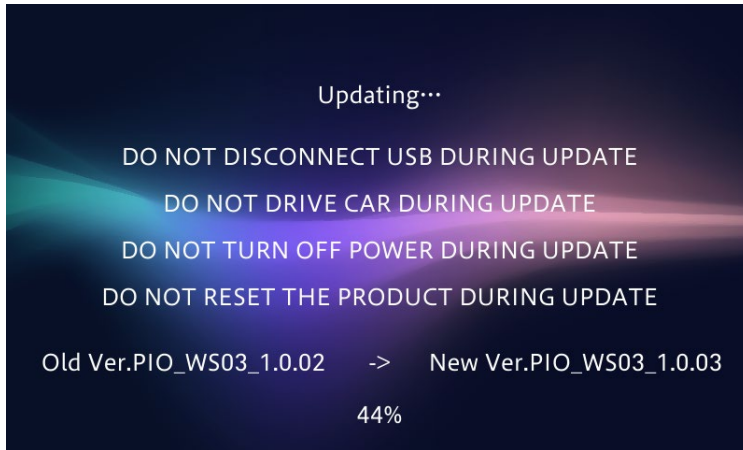 Updating…
DO NOT DISCONNECT USB DURING UPDATE
DO NOT DRIVE CAR DURING UPDATE
DO NOT TURN OFF POWER DURING UPDATE
DO NOT RESET THE PRODUCT DURING UPDATE
Old Ver.PIO_WS03_1.0.02 -> New Ver.PIO_WS03_1.0.03
44%